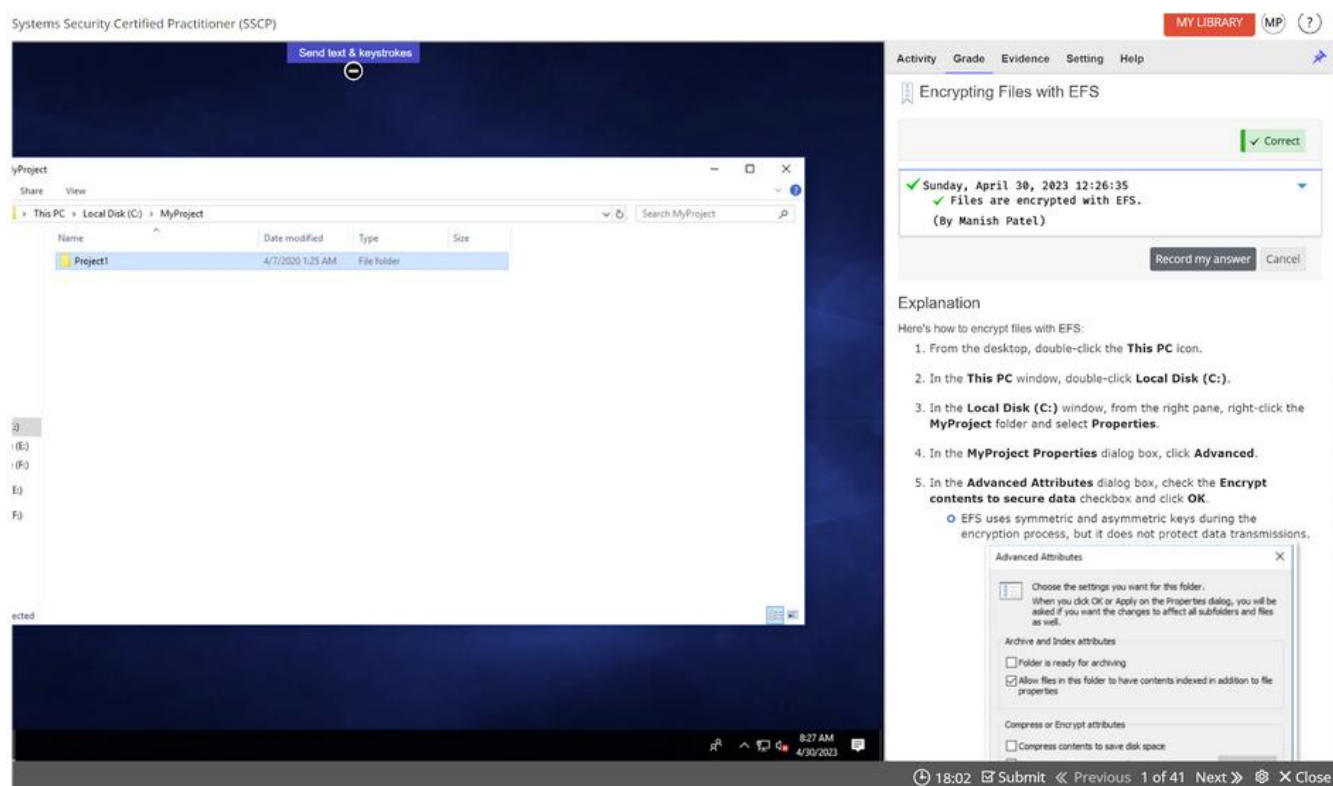 Systems Security Certified Practitioner (SSCP)
MY LIBRARY
MP
?
Send text & keystrokes
yProject
Share View
This PC > Local Disk (C:) > MyProject
Search MyProject
Name Date modified Type Size
Project1 4/7/2020 1:25 AM File folder
(E:)
(F:)
E:)
F:)
ected
8:27 AM
4/30/2023
Activity Grade Evidence Setting Help
Encrypting Files with EFS
Correct
Sunday, April 30, 2023 12:26:35
Files are encrypted with EFS.
(By Manish Patel)
Record my answer Cancel
Explanation
Here's how to encrypt files with EFS:
1. From the desktop, double-click the This PC icon.
2. In the This PC window, double-click Local Disk (C:).
3. In the Local Disk (C:) window, from the right pane, right-click the
MyProject folder and select Properties.
4. In the MyProject Properties dialog box, click Advanced.
5. In the Advanced Attributes dialog box, check the Encrypt
contents to secure data checkbox and click OK.
EFS uses symmetric and asymmetric keys during the
encryption process, but it does not protect data transmissions.
Advanced Attributes
Choose the settings you want for this folder.
When you click OK or Apply on the Properties dialog, you will be
asked if you want the changes to affect all subfolders and files
as well.
Archive and Index attributes
Folder is ready for archiving
Allow files in this folder to have contents indexed in addition to file
properties
Compress or Encrypt attributes
Compress contents to save disk space
18:02 Submit Previous 1 of 41 Next Close